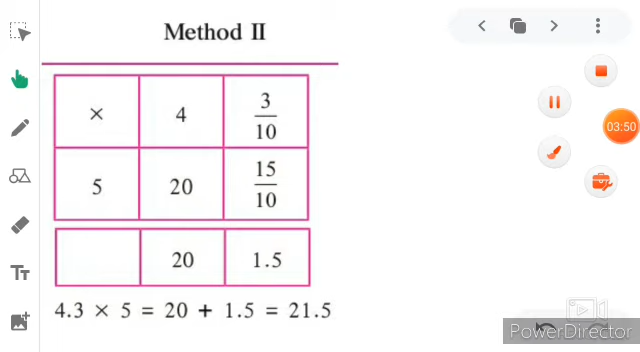 Method II
× 4 3/10
5 20 15/10
20 1.5
4.3 × 5 = 20 + 1.5 = 21.5
03:50
TT
PowerDirector